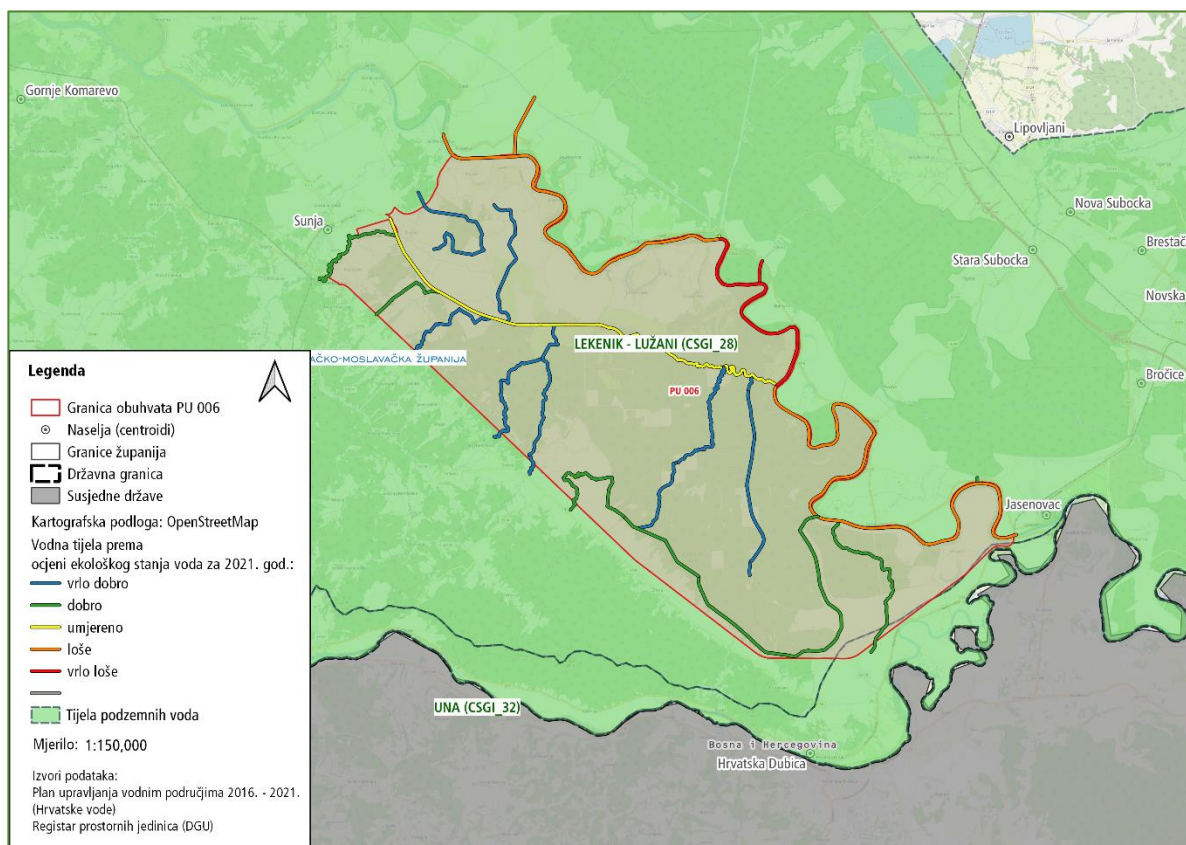 Gornje Komarevo
Lipovljani
Sunja
Nova Subocka
Stara Subocka
Brestač
Novska
LEKENIK - LUŽANI (CSGI_28)
AČKO-MOSLAVAČKA ŽUPANIJA
PU 006
Bročice
Jasenovac
UNA (CSGI_32)
Bosna i Hercegovina
Hrvatska Dubica
Legenda
Granica obuhvata PU 006
Naselja (centroidi)
Granice županija
Državna granica
Susjedne države
Kartografska podloga: OpenStreetMap
Vodna tijela prema
ocjeni ekološkog stanja voda za 2021. god.:
vrlo dobro
dobro
umjereno
loše
vrlo loše
Tijela podzemnih voda
Mjerilo: 1:150,000
Izvori podataka:
Plan upravljanja vodnim područjima 2016. - 2021.
(Hrvatske vode)
Registar prostornih jedinica (DGU)